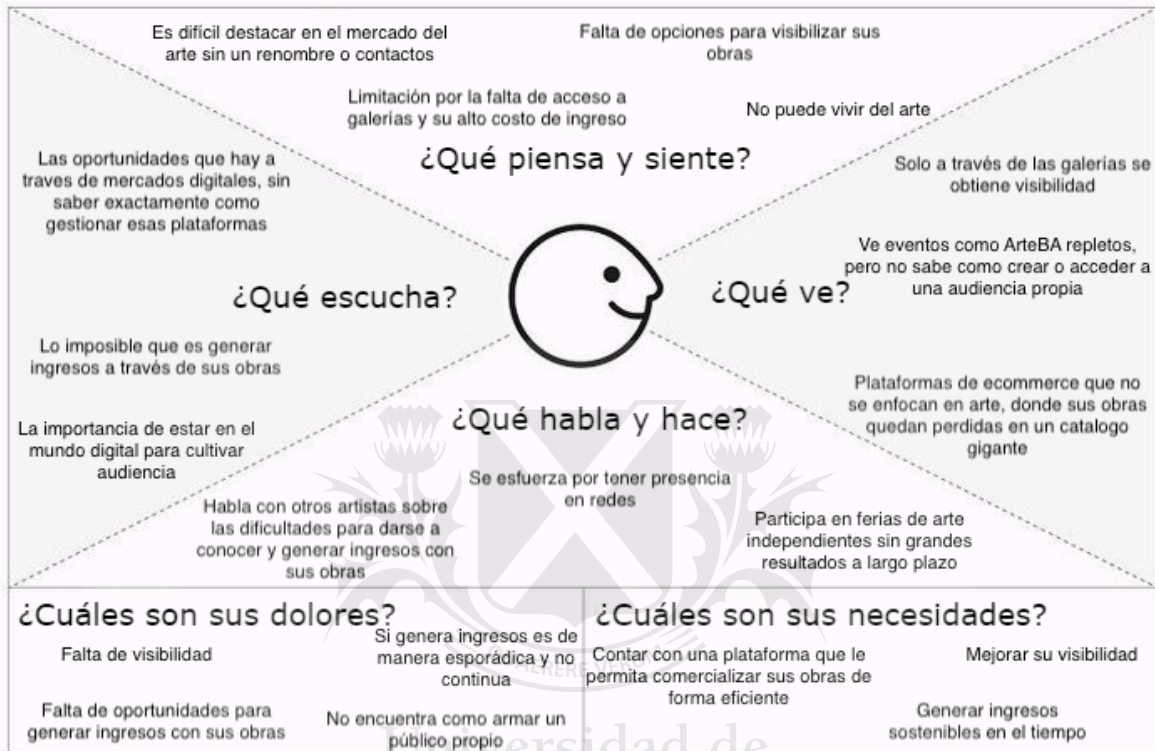 Es difícil destacar en el mercado del
arte sin un renombre o contactos
Falta de opciones para visibilizar sus
obras
Limitación por la falta de acceso a
galerías y su alto costo de ingreso
No puede vivir del arte
¿Qué piensa y siente?
Las oportunidades que hay a
traves de mercados digitales, sin
saber exactamente como
gestionar esas plataformas
¿Qué escucha?
Lo imposible que es generar
ingresos a través de sus obras
La importancia de estar en el
mundo digital para cultivar
audiencia
Solo a través de las galerías se
obtiene visibilidad
Ve eventos como ArteBA repletos,
pero no sabe como crear o acceder a
una audiencia propia
¿Qué ve?
Plataformas de ecommerce que no
se enfocan en arte, donde sus obras
quedan perdidas en un catalogo
gigante
¿Qué habla y hace?
Se esfuerza por tener presencia
en redes
Habla con otros artistas sobre
las dificultades para darse a
conocer y generar ingresos con
sus obras
Participa en ferias de arte
independientes sin grandes
resultados a largo plazo
¿Cuáles son sus dolores?
Falta de visibilidad
Si genera ingresos es de
manera esporádica y no
continua
Falta de oportunidades para
generar ingresos con sus obras
No encuentra como armar un
público propio
¿Cuáles son sus necesidades?
Contar con una plataforma que le
permita comercializar sus obras de
forma eficiente
Mejorar su visibilidad
Generar ingresos
sostenibles en el tiempo
Universidad de